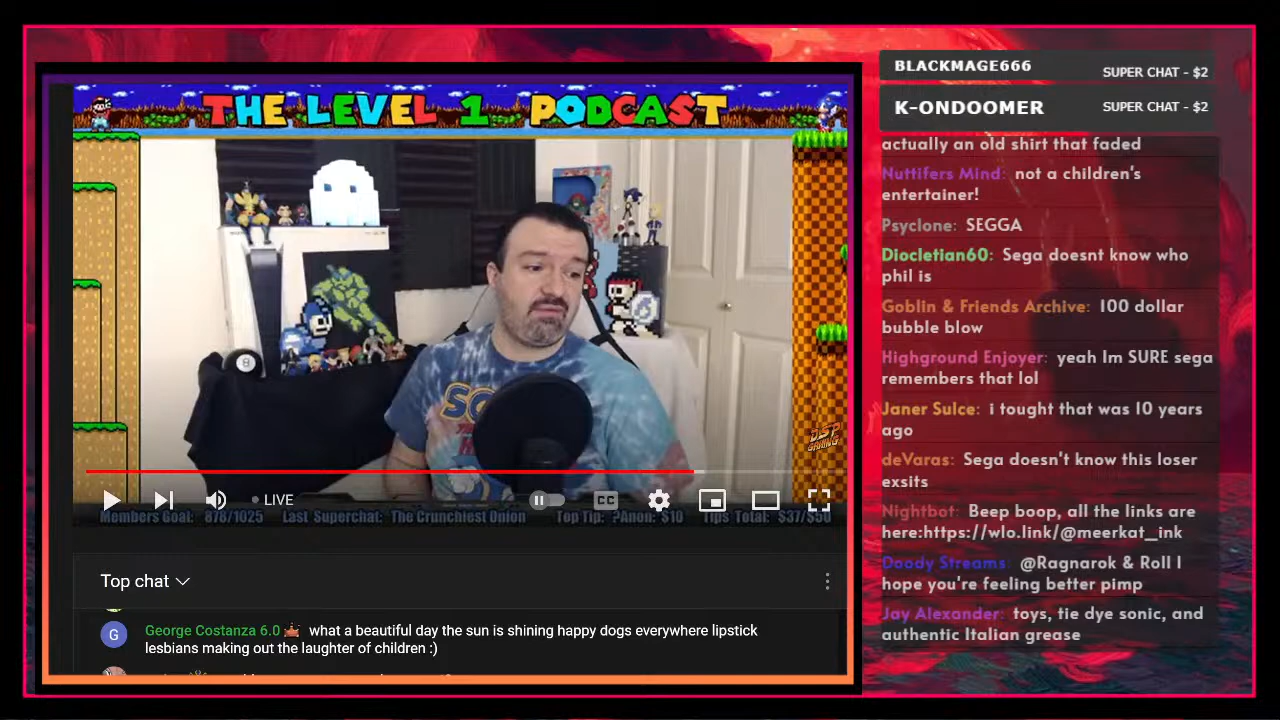 THE LEVEL 1 PODCAST
8
DSP
GAMING
LIVE
CC
Members Goal: 878/1025 Last Superchat: The Crunchiest Onion Top Tip: ?Anon: $10 Tips Total: $37/$50
Top chat
G
George Costanza 6.0 what a beautiful day the sun is shining happy dogs everywhere lipstick
lesbians making out the laughter of children :)
BLACKMAGE666 SUPER CHAT - $2
K-ONDOOMER SUPER CHAT - $2
actually an old shirt that faded
Nuttifers Mind: not a children's
entertainer!
Psyclone: SEGGA
Diocletian60: Sega doesnt know who
phil is
Goblin & Friends Archive: 100 dollar
bubble blow
Highground Enjoyer: yeah Im SURE sega
remembers that lol
Janer Sulce: i tought that was 10 years
ago
deVaras: Sega doesn't know this loser
exsits
Nightbot: Beep boop, all the links are
here:https://wlo.link/@meerkat_ink
Doody Streams: @Ragnarok & Roll I
hope you're feeling better pimp
Jay Alexander: toys, tie dye sonic, and
authentic Italian grease